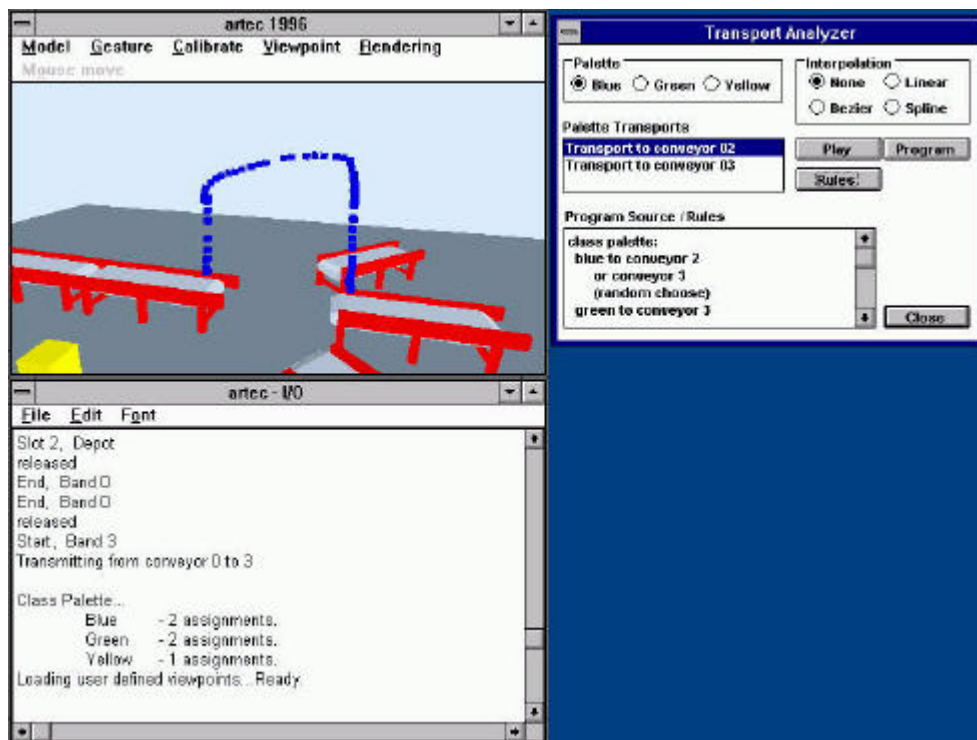 artec 1996
Model Gesture Calibrate Viewpoint Rendering
Mouse move
Transport Analyzer
Palette
Blue Green Yellow
Interpolation
None Linear
Bezier Spline
Palette Transports
Transport to conveyor 02
Transport to conveyor 03
Play Program
Rules
Program Source / Rules
class palette:
blue to conveyor 2
or conveyor 3
(random choose)
green to conveyor 3
Close
artec - I/O
File Edit Font
Slot 2, Depot
released
End, Band 0
End, Band 0
released
Start, Band 3
Transmitting from conveyor 0 to 3
Class Palette...
Blue - 2 assignments.
Green - 2 assignments.
Yellow - 1 assignments.
Loading user defined viewpoints...Ready